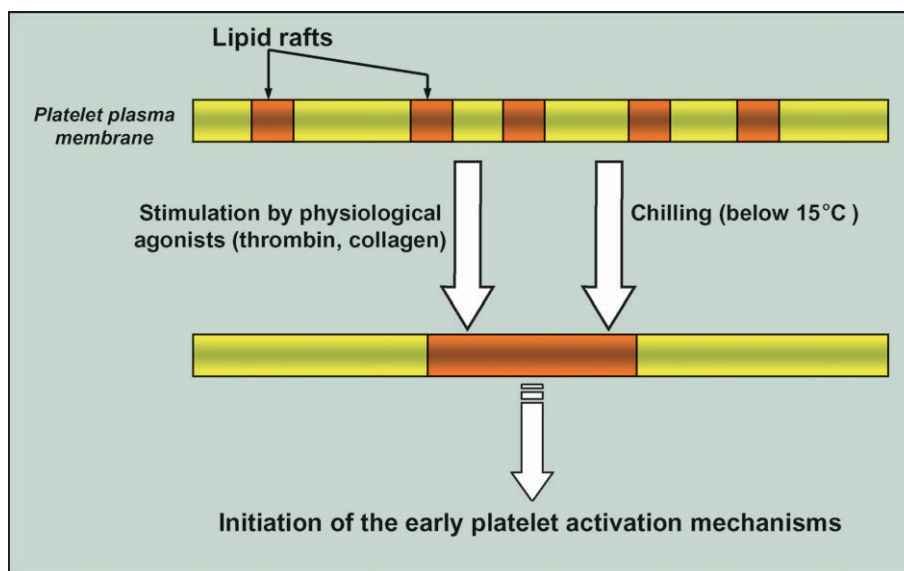 Lipid rafts
Platelet plasma
membrane
Stimulation by physiological
agonists (thrombin, collagen)
Chilling (below 15°C )
Initiation of the early platelet activation mechanisms